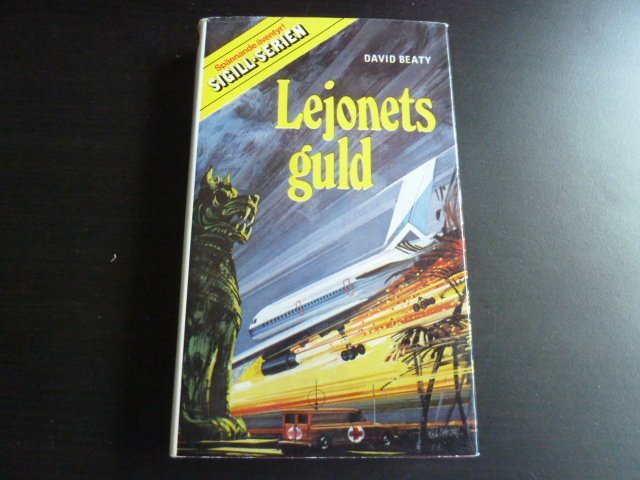 Spännande äventyr!
SIGILL-SERIEN
DAVID BEATY
Lejonets
guld